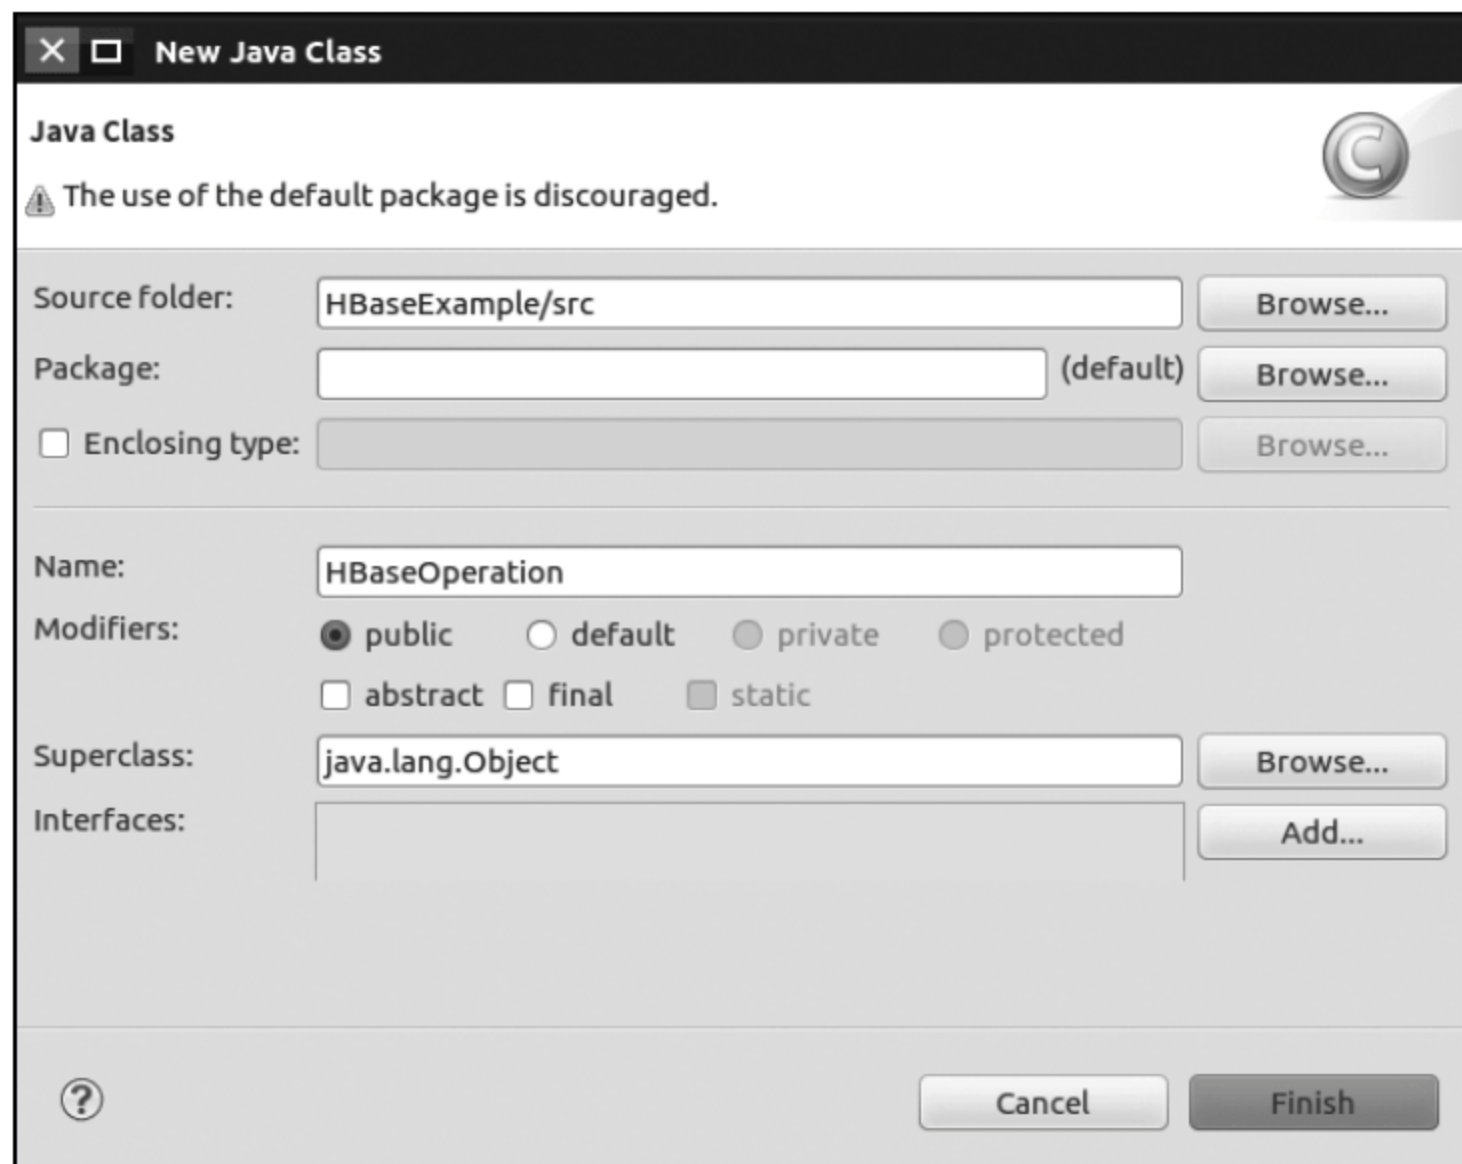 New Java Class
Java Class
The use of the default package is discouraged.
Source folder: HBaseExample/src Browse...
Package: (default) Browse...
Enclosing type: Browse...
Name: HBaseOperation
Modifiers: public default private protected
abstract final static
Superclass: java.lang.Object Browse...
Interfaces: Add...
? Cancel Finish